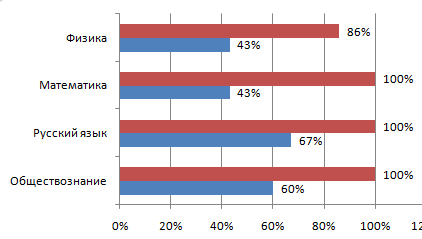 Физика
86%
43%
Математика
100%
43%
Русский язык
100%
67%
Обществознание
100%
60%
0% 20% 40% 60% 80% 100% 12